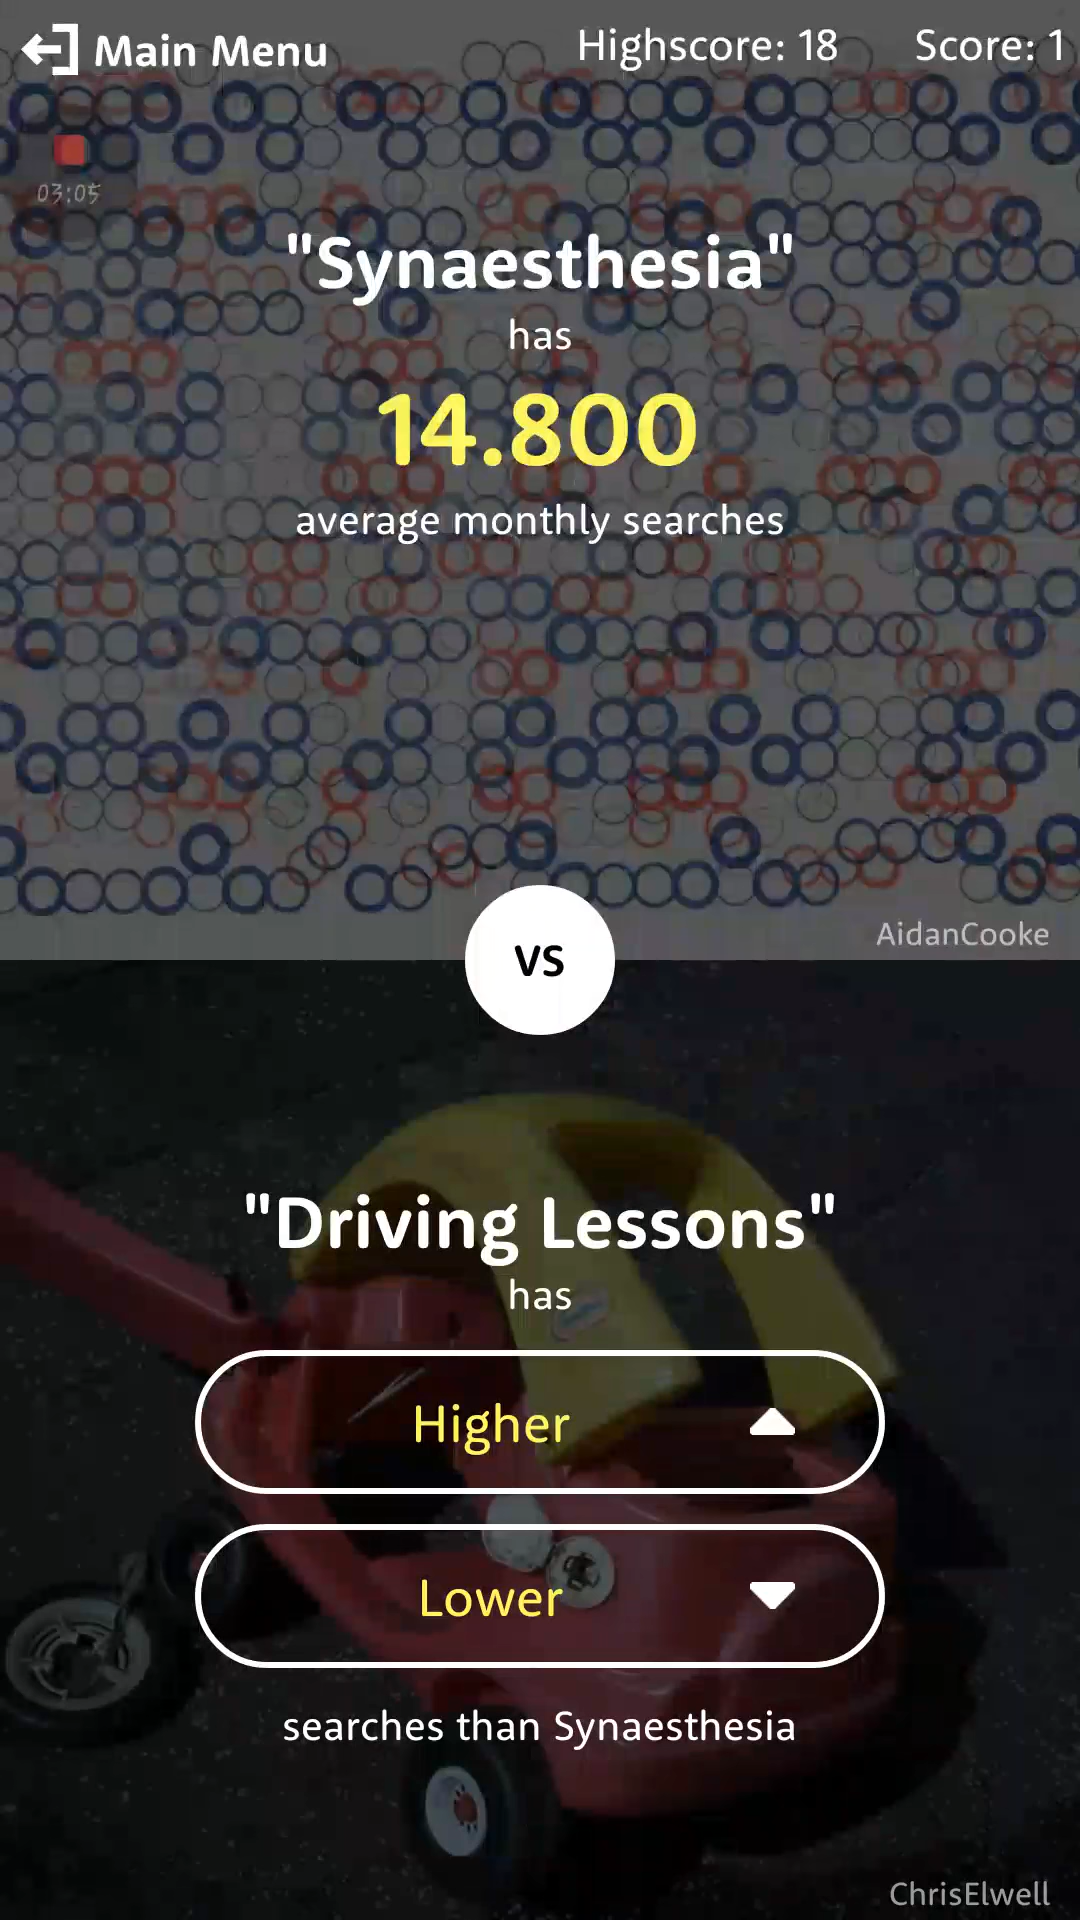 Main Menu
Highscore: 18
Score: 1
03:05
"Synaesthesia"
has
14.800
average monthly searches
AidanCooke
VS
"Driving Lessons"
has
Higher
Lower
searches than Synaesthesia
ChrisElwell